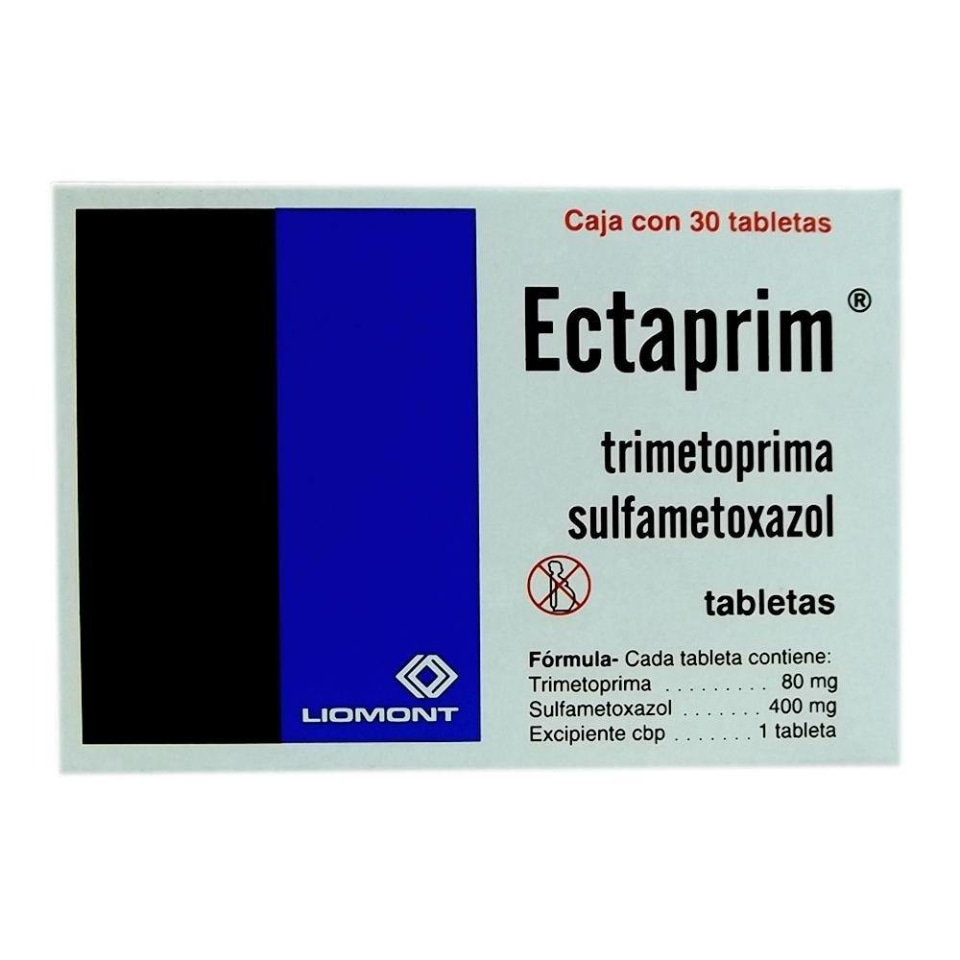 Caja con 30 tabletas
Ectaprim®
trimetoprima
sulfametoxazol
tabletas
Fórmula- Cada tableta contiene:
Trimetoprima . . . . . . . . . 80 mg
Sulfametoxazol . . . . . . . 400 mg
Excipiente cbp . . . . . . . 1 tableta
LIOMONT